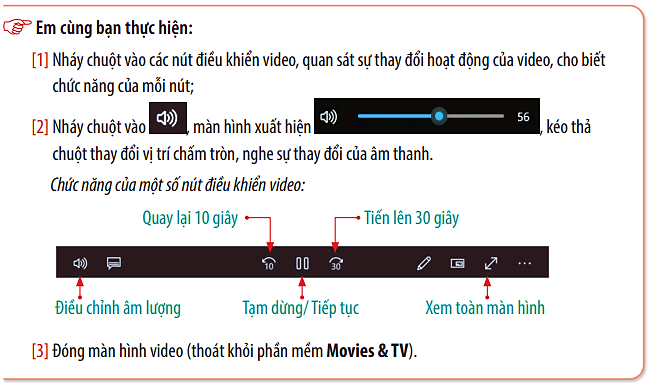 Em cùng bạn thực hiện:
[1] Nháy chuột vào các nút điều khiển video, quan sát sự thay đổi hoạt động của video, cho biết
chức năng của mỗi nút;
[2] Nháy chuột vào , màn hình xuất hiện 56 , kéo thả
chuột thay đổi vị trí chấm tròn, nghe sự thay đổi của âm thanh.
Chức năng của một số nút điều khiển video:
Quay lại 10 giây Tiến lên 30 giây
10 30
Điều chỉnh âm lượng Tạm dừng/ Tiếp tục Xem toàn màn hình
[3] Đóng màn hình video (thoát khỏi phần mềm Movies & TV).